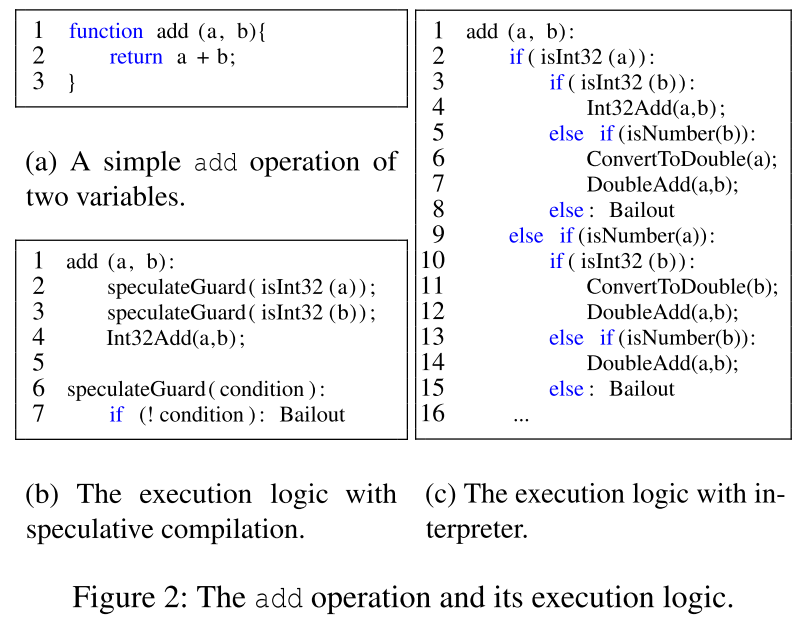 1 function add (a, b){
2 return a + b;
3 }
(a) A simple add operation of
two variables.
1 add (a, b):
2 speculateGuard(isInt32(a));
3 speculateGuard(isInt32(b));
4 Int32Add(a,b);
5
6 speculateGuard(condition):
7 if (!condition): Bailout
(b) The execution logic with
speculative compilation.
1 add (a, b):
2 if(isInt32(a)):
3 if(isInt32(b)):
4 Int32Add(a,b);
5 else if(isNumber(b)):
6 ConvertToDouble(a);
7 DoubleAdd(a,b);
8 else: Bailout
9 else if(isNumber(a)):
10 if(isInt32(b)):
11 ConvertToDouble(b);
12 DoubleAdd(a,b);
13 else if(isNumber(b)):
14 DoubleAdd(a,b);
15 else: Bailout
16 ...
(c) The execution logic with in-
terpreter.
Figure 2: The add operation and its execution logic.